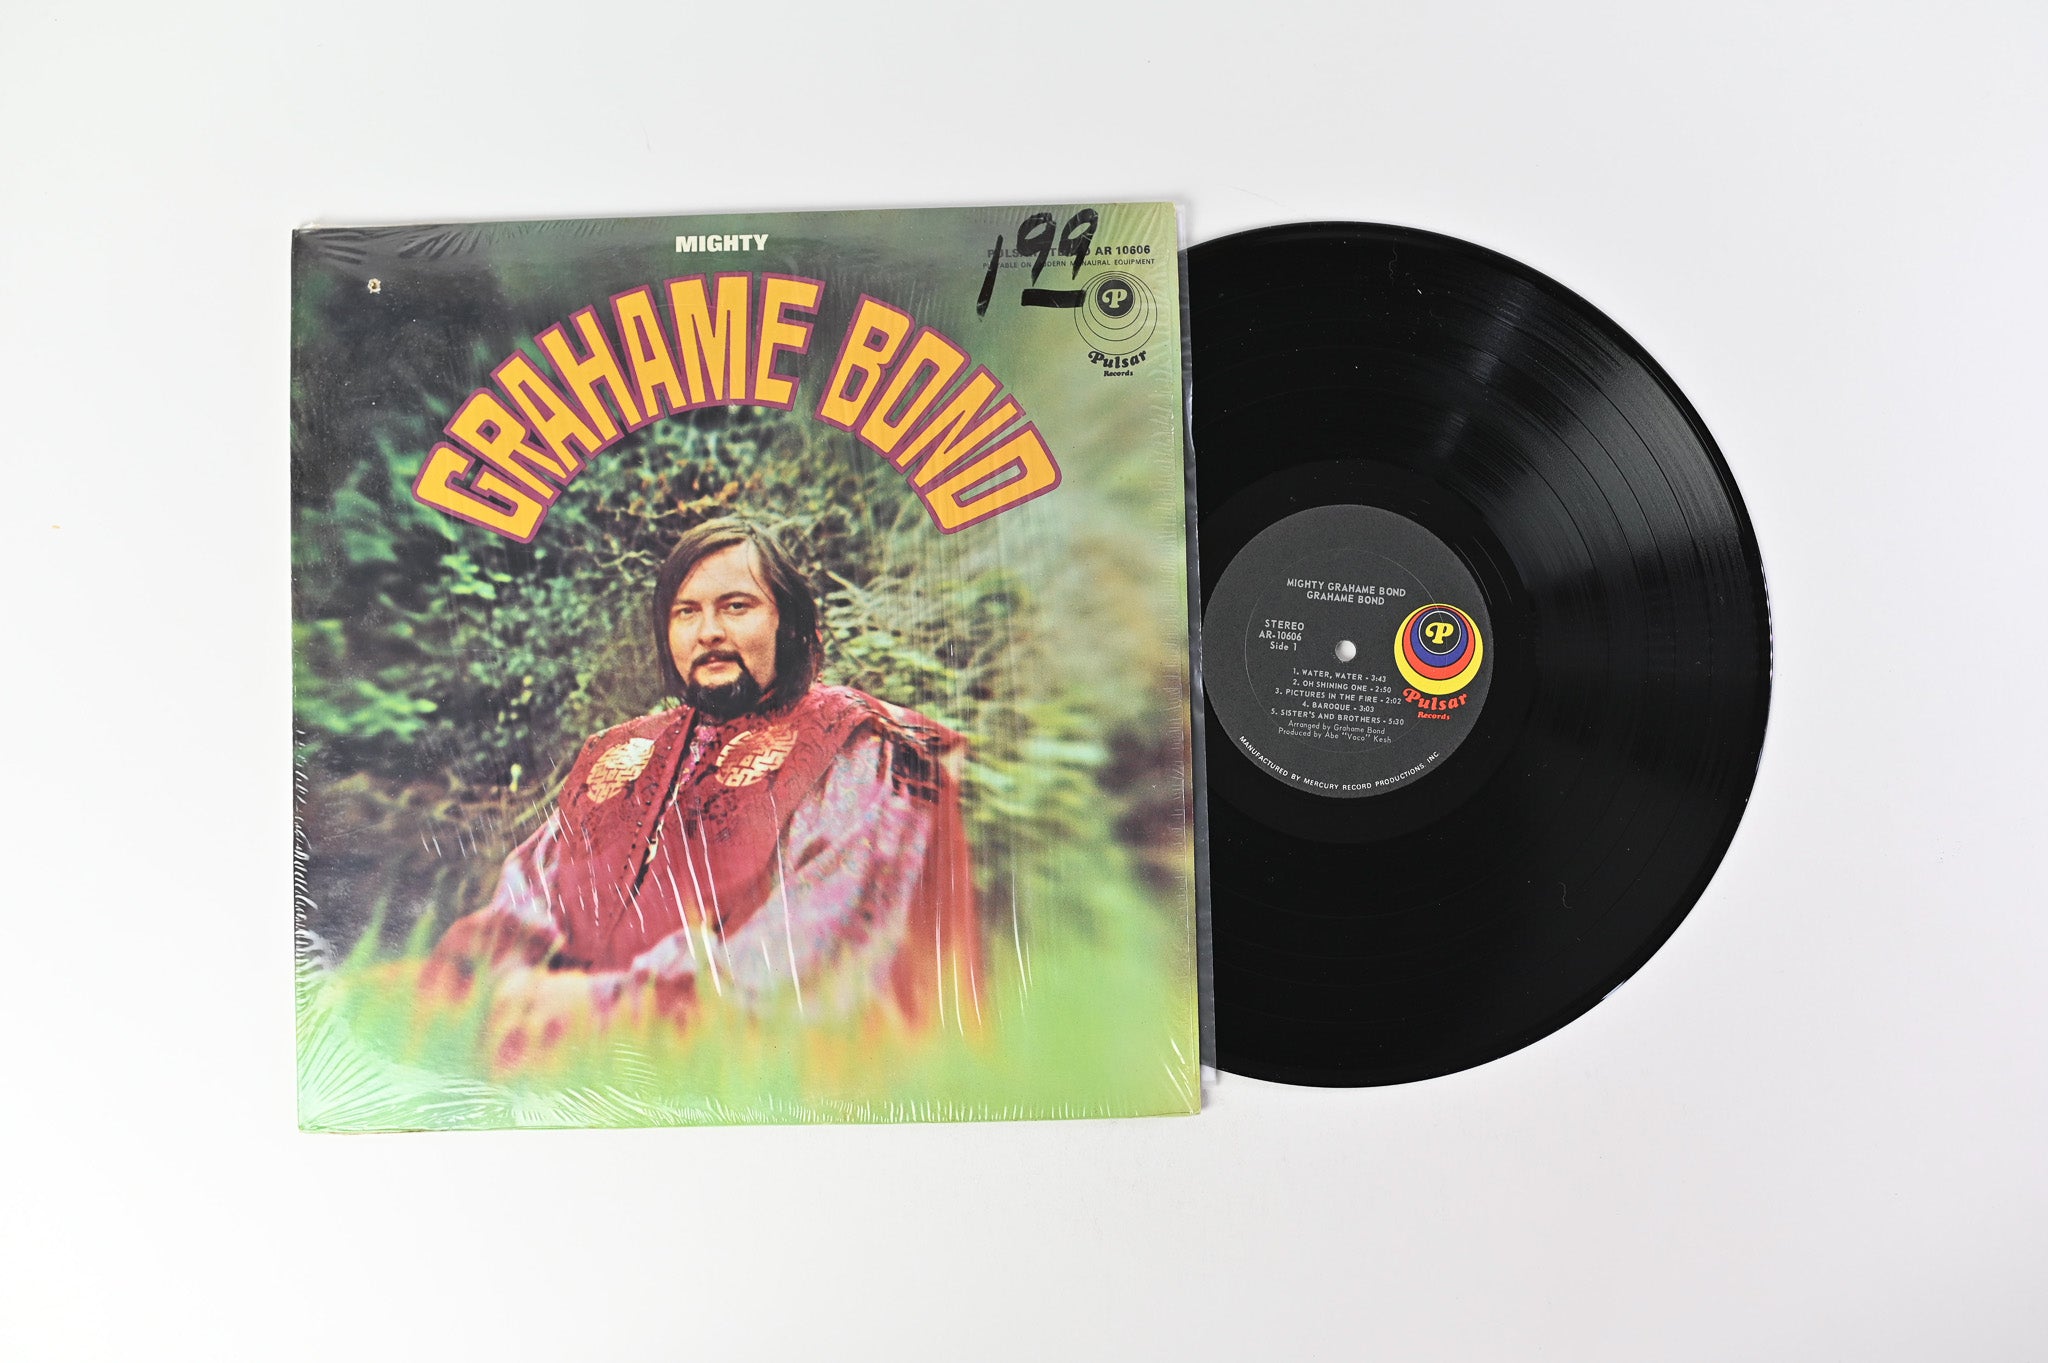 MIGHTY
GRAHAME BOND
1 99
PULSAR STEREO AR 10606
PLAYABLE ON MODERN MONAURAL EQUIPMENT
P
Pulsar
Records
MIGHTY GRAHAME BOND
GRAHAME BOND
STEREO
AR-10606
Side 1
P
Pulsar
Records
1. WATER, WATER - 3:43
2. OH SHINING ONE - 2:50
3. PICTURES IN THE FIRE - 2:02
4. BAROQUE - 3:03
5. SISTER'S AND BROTHERS - 5:30
Arranged by Grahame Bond
Produced by Abe "Voco" Kesh
MANUFACTURED BY MERCURY RECORD PRODUCTIONS, INC.